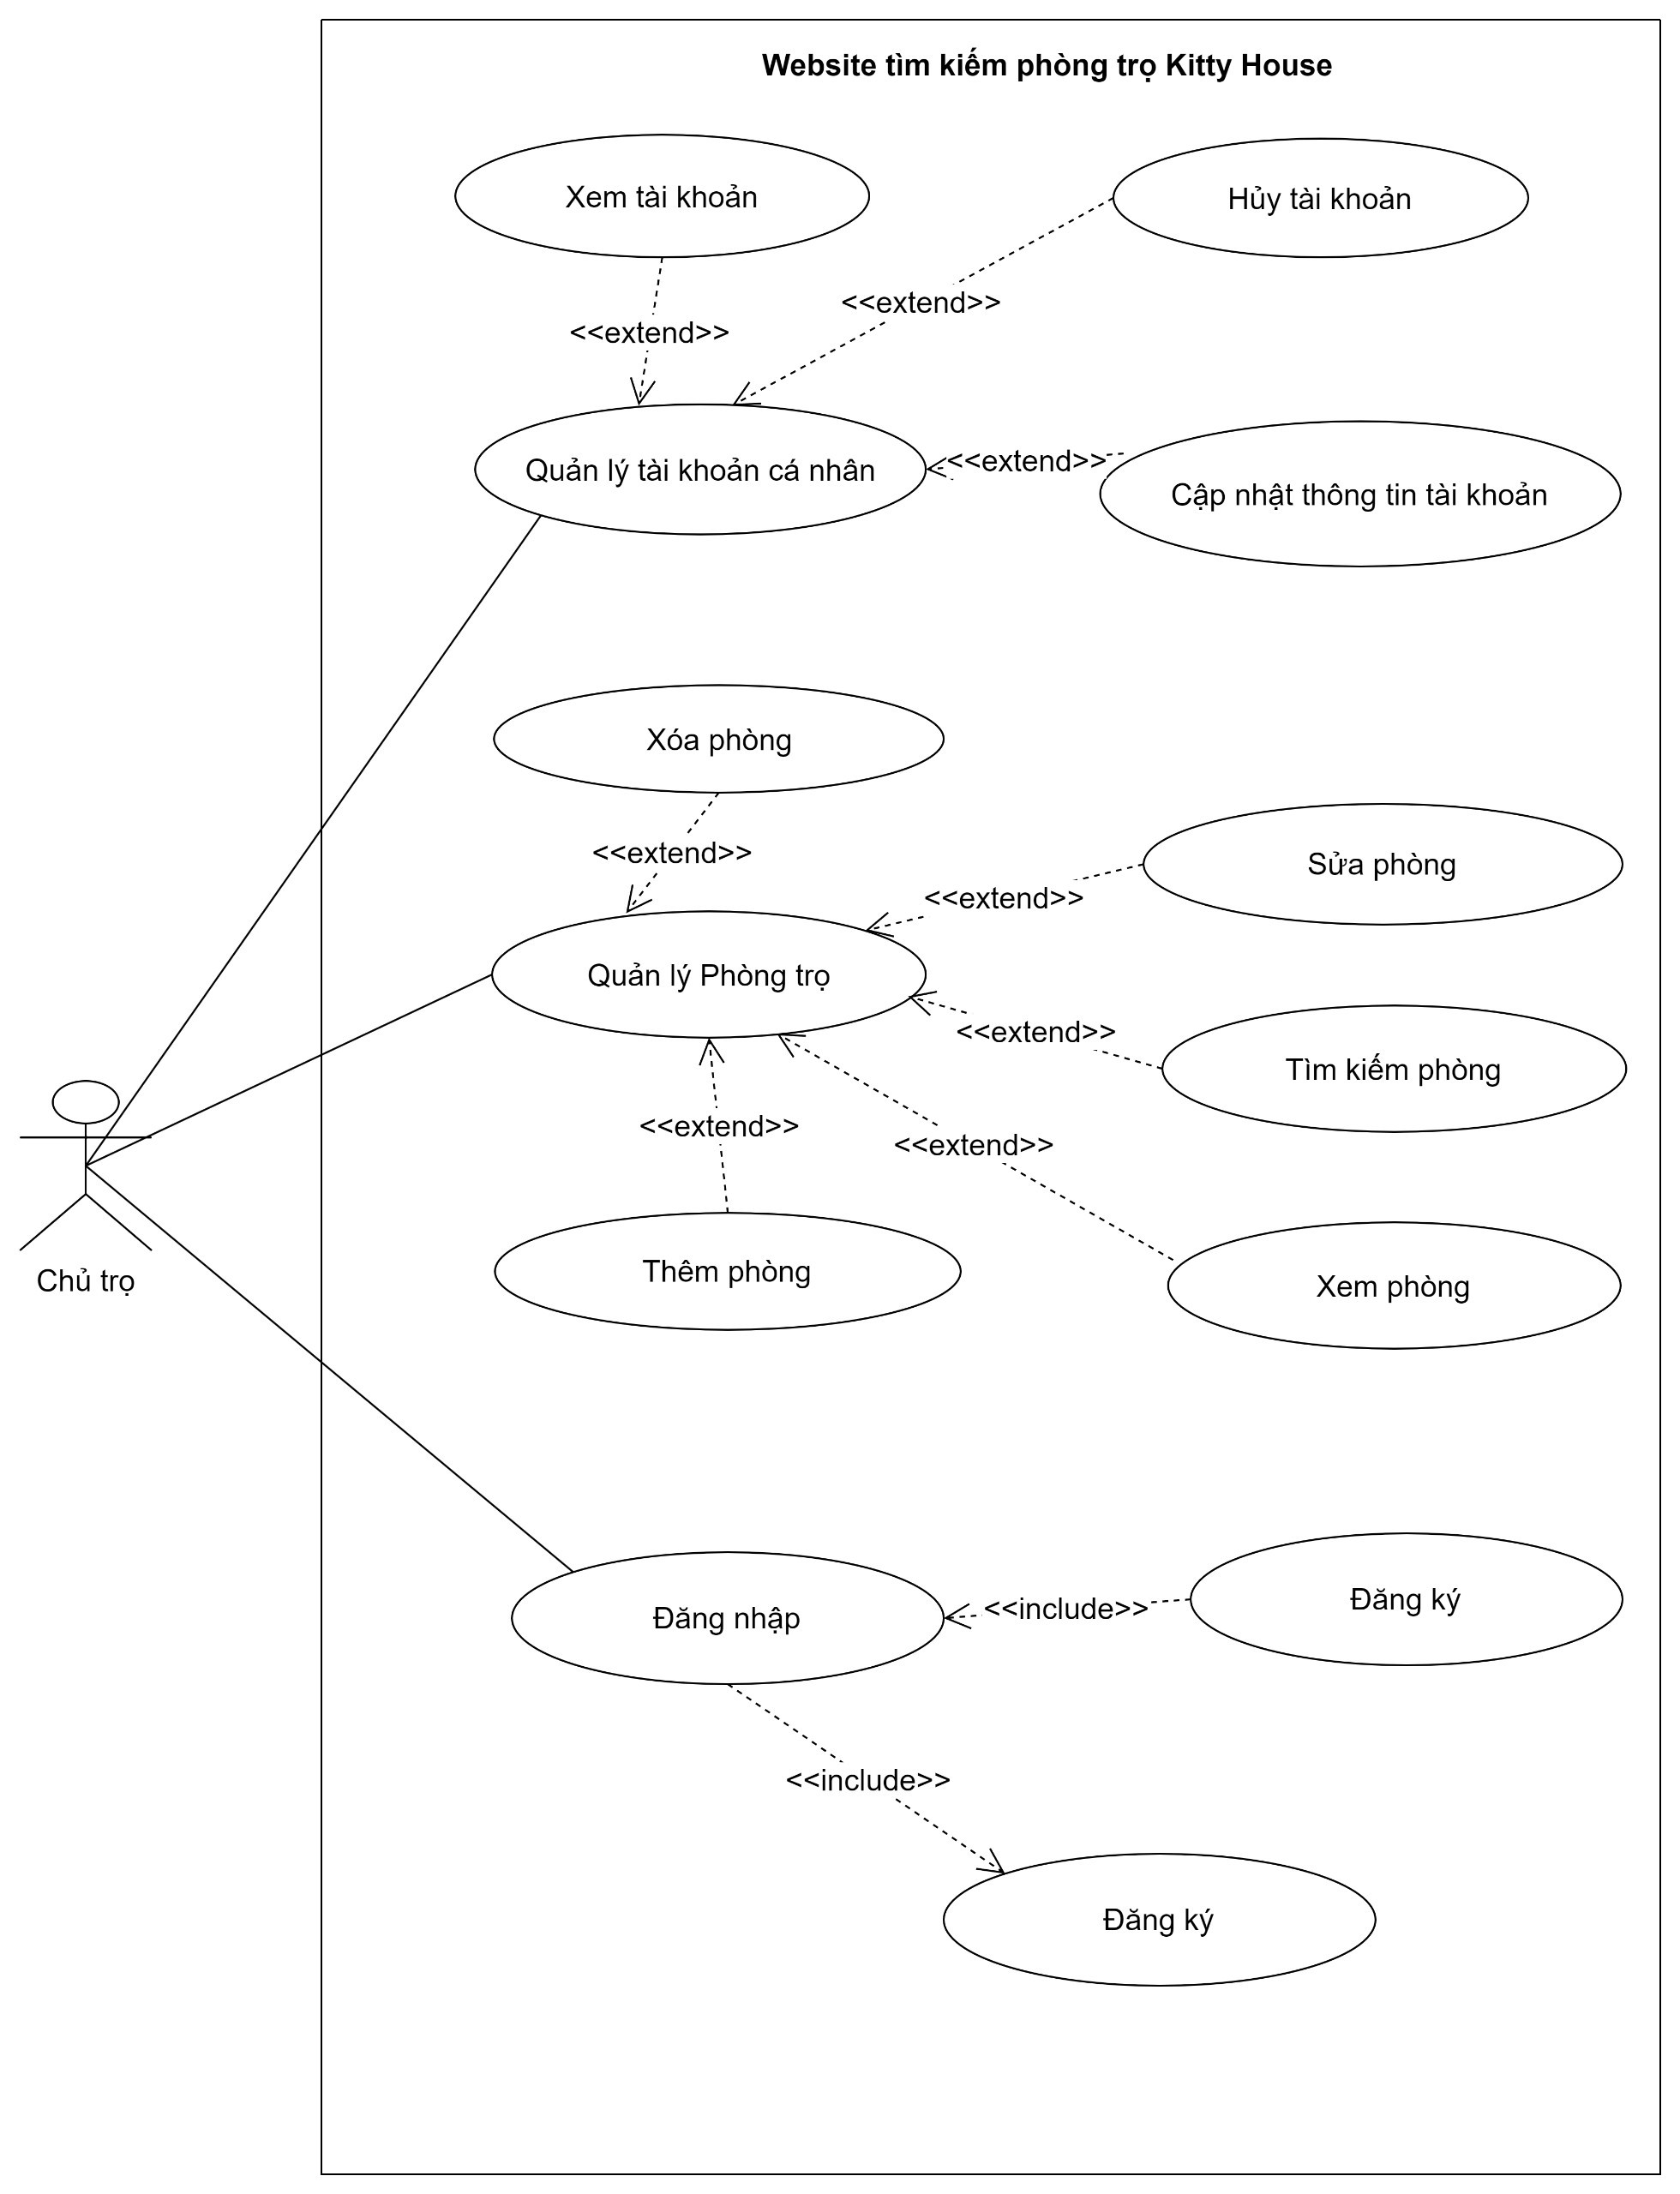 Website tìm kiếm phòng trọ Kitty House
Xem tài khoản
Hủy tài khoản
<<extend>>
<<extend>>
Quản lý tài khoản cá nhân
<<extend>>
Cập nhật thông tin tài khoản
Xóa phòng
<<extend>>
Sửa phòng
<<extend>>
Quản lý Phòng trọ
<<extend>>
Tìm kiếm phòng
<<extend>>
<<extend>>
Thêm phòng
Xem phòng
Chủ trọ
Đăng nhập
<<include>>
Đăng ký
<<include>>
Đăng ký